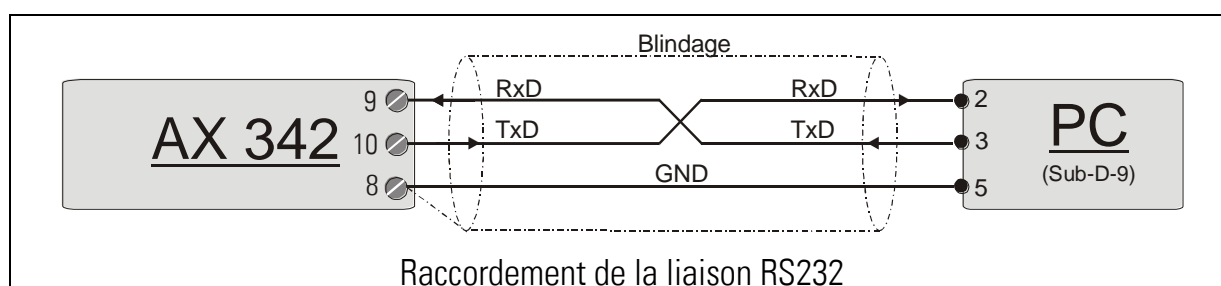 Blindage
9 RxD RxD 2
AX 342 10 TxD TxD 3 PC
(Sub-D-9)
8 GND 5
Raccordement de la liaison RS232